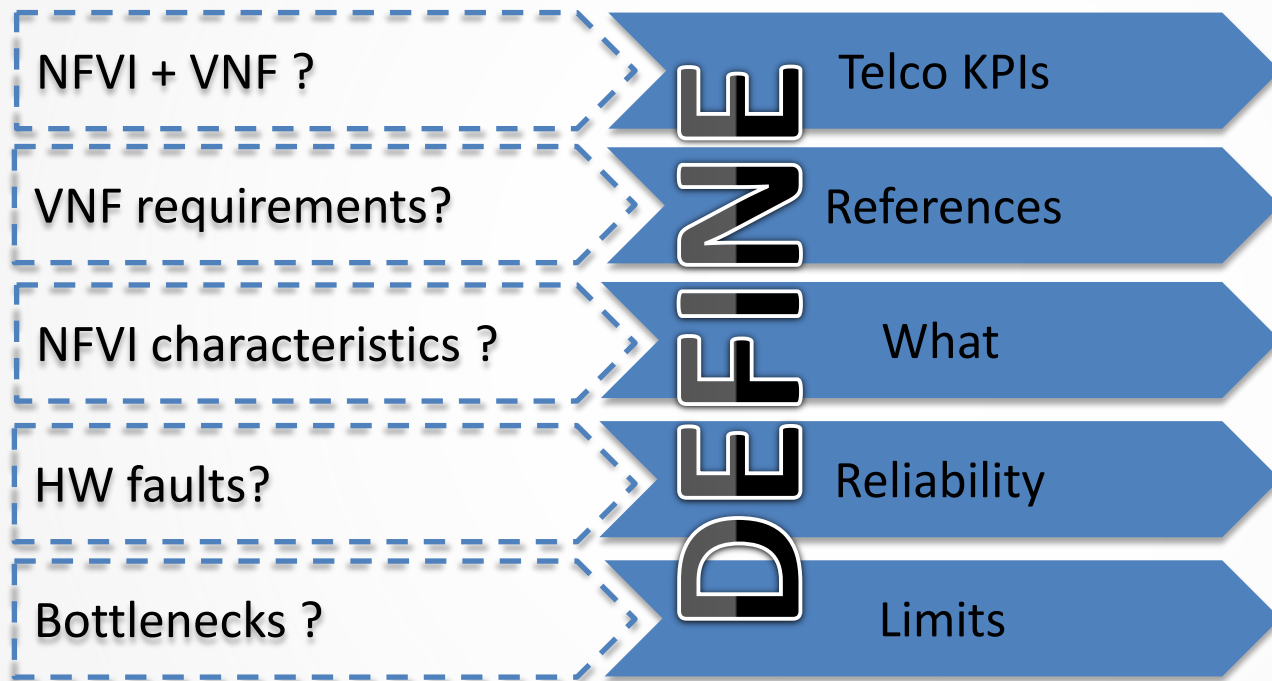 NFVI + VNF ?
Telco KPIs
VNF requirements?
References
NFVI characteristics ?
What
HW faults?
Reliability
Bottlenecks ?
Limits
DEFINE